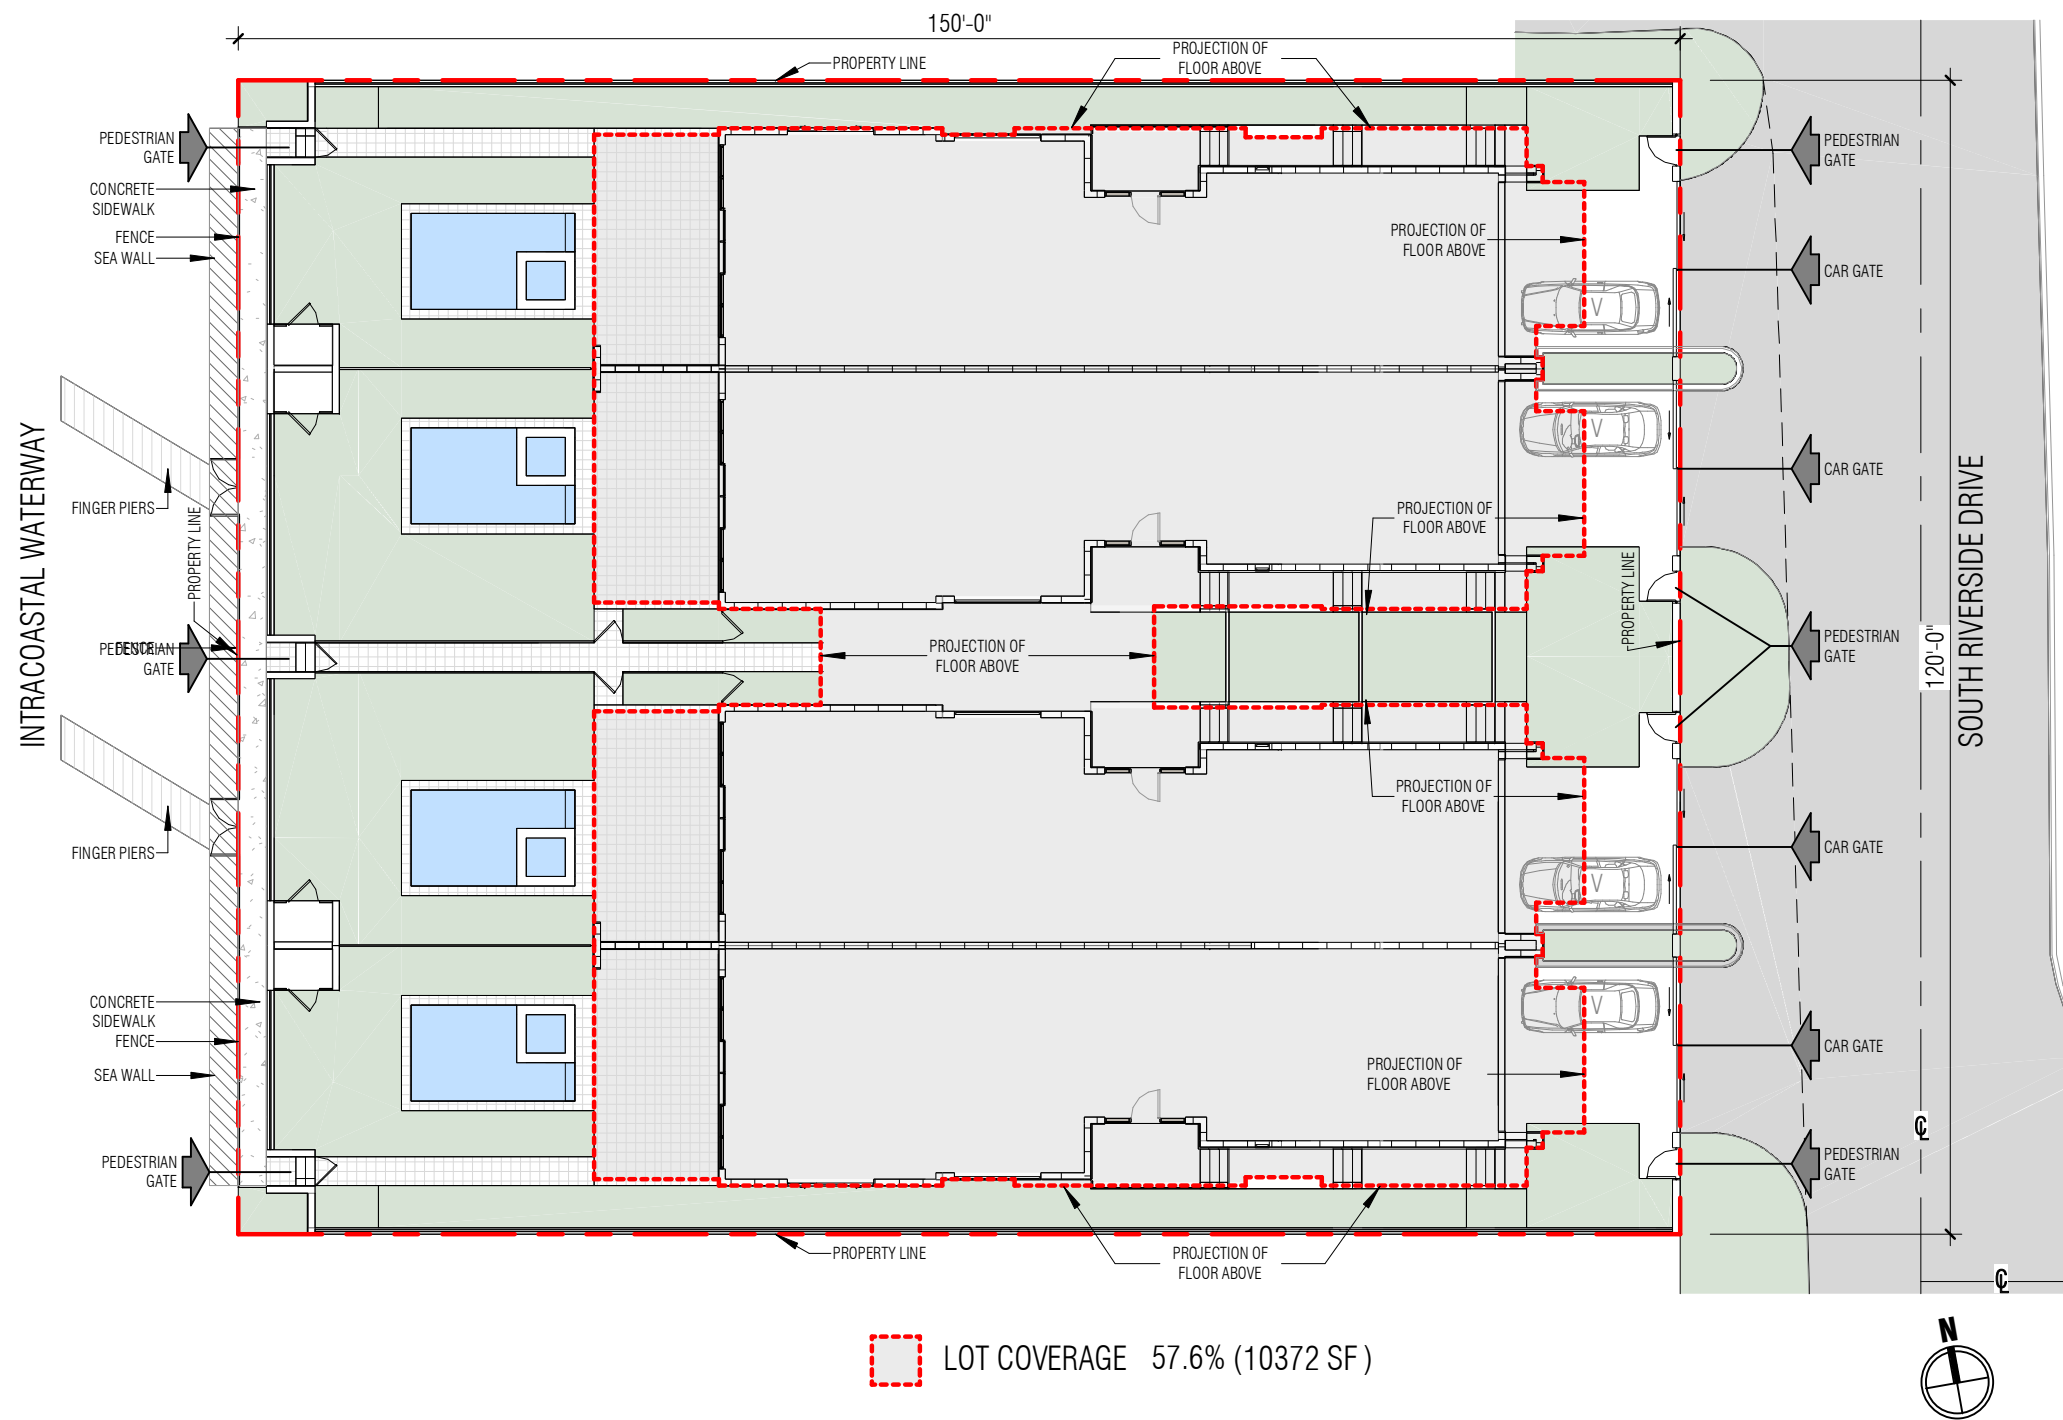 150'-0"
PROPERTY LINE
PROJECTION OF
FLOOR ABOVE
PEDESTRIAN
GATE
PEDESTRIAN
GATE
CONCRETE
SIDEWALK
FENCE
SEA WALL
PROJECTION OF
FLOOR ABOVE
CAR GATE
V
V
CAR GATE
FINGER PIERS
PROPERTY LINE
INTRACOASTAL WATERWAY
PROJECTION OF
FLOOR ABOVE
PROPERTY LINE
SOUTH RIVERSIDE DRIVE
120'-0"
FENCE
PEDESTRIAN
GATE
PROJECTION OF
FLOOR ABOVE
PEDESTRIAN
GATE
PROJECTION OF
FLOOR ABOVE
FINGER PIERS
CAR GATE
V
V
CONCRETE
SIDEWALK
FENCE
SEA WALL
CAR GATE
PROJECTION OF
FLOOR ABOVE
PEDESTRIAN
GATE
PEDESTRIAN
GATE
℄
PROPERTY LINE
PROJECTION OF
FLOOR ABOVE
℄
N
LOT COVERAGE 57.6% (10372 SF)